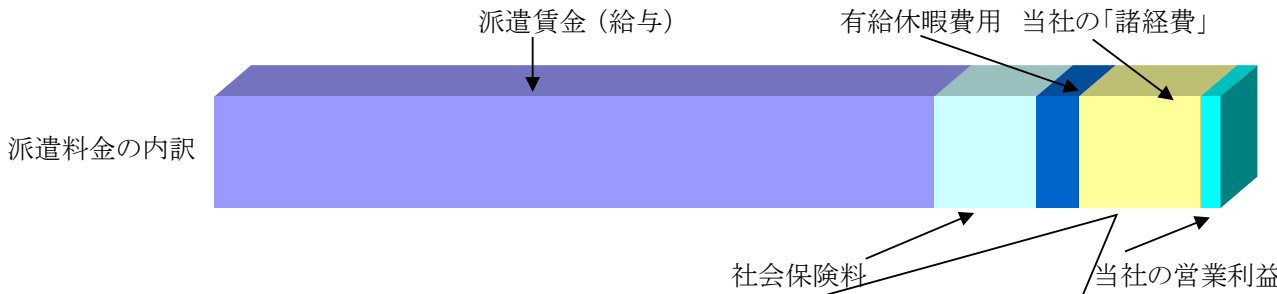 派遣賃金（給与）
有給休暇費用
当社の「諸経費」
派遣料金の内訳
社会保険料
当社の営業利益